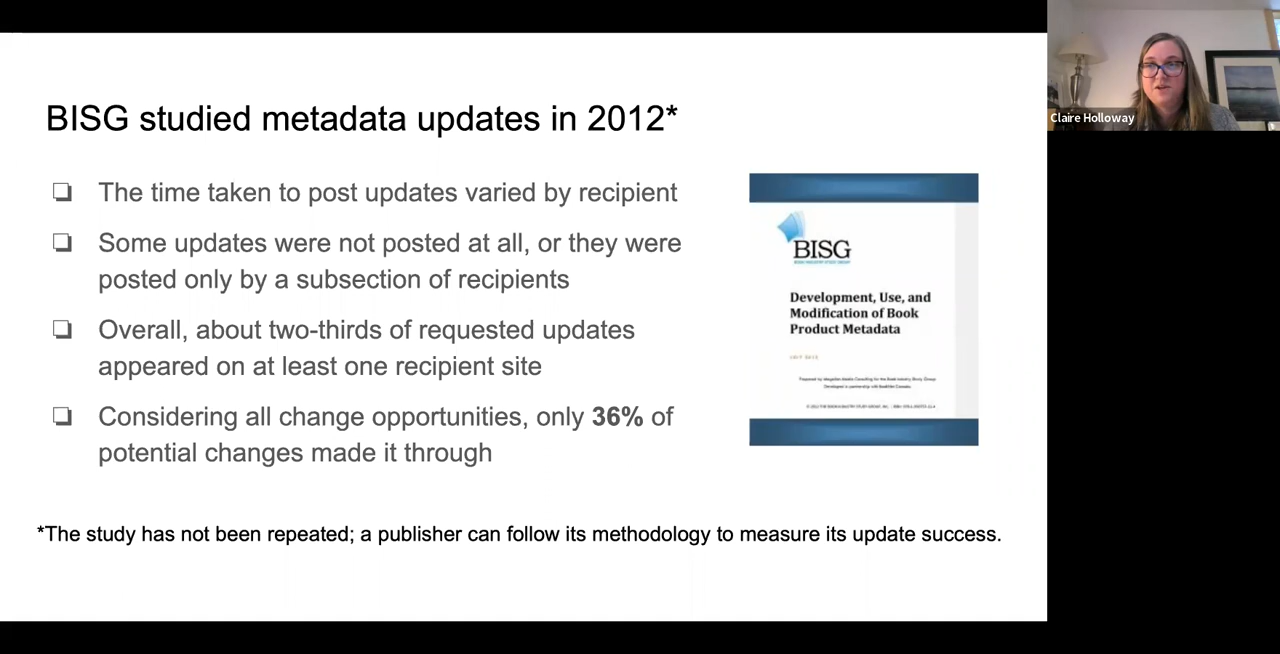 BISG studied metadata updates in 2012*
❏ The time taken to post updates varied by recipient
❏ Some updates were not posted at all, or they were
posted only by a subsection of recipients
❏ Overall, about two-thirds of requested updates
appeared on at least one recipient site
❏ Considering all change opportunities, only 36% of
potential changes made it through
BISG
BOOK INDUSTRY STUDY GROUP
Development, Use, and
Modification of Book
Product Metadata
*The study has not been repeated; a publisher can follow its methodology to measure its update success.
Claire Holloway